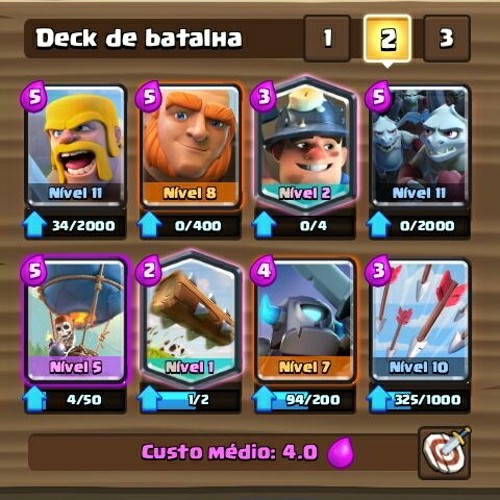 Deck de batalha 1 2 3
5 5 3 5
Nível 11 Nível 8 Nível 2 Nível 11
34/2000 0/400 0/4 0/2000
5 2 4 3
Nível 5 Nível 1 Nível 7 Nível 10
4/50 1/2 94/200 325/1000
Custo médio: 4.0